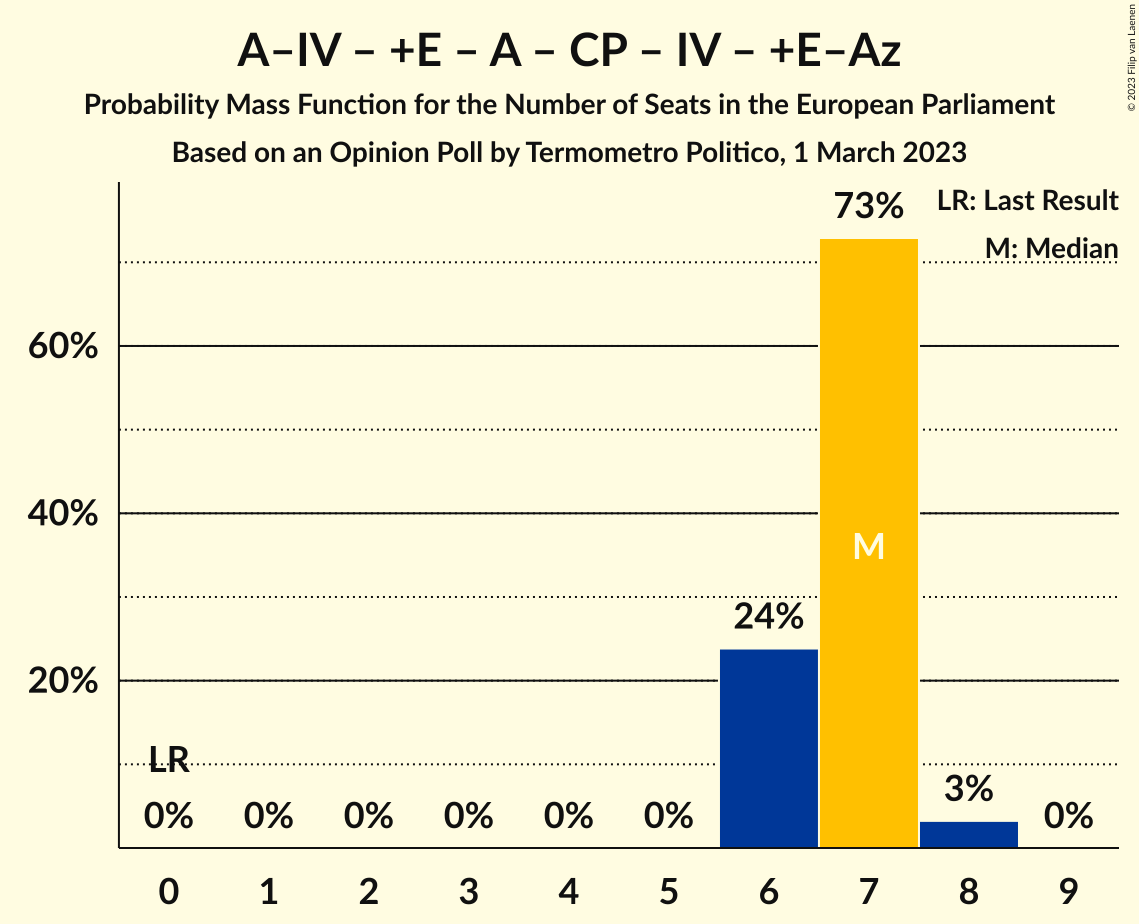 A–IV – +E – A – CP – IV – +E–Az
Probability Mass Function for the Number of Seats in the European Parliament
Based on an Opinion Poll by Termometro Politico, 1 March 2023
© 2023 Filip van Laenen
LR: Last Result
M: Median
73%
60%
40%
M
24%
20%
LR
3%
0% 0% 0% 0% 0% 0% 0%
0 1 2 3 4 5 6 7 8 9